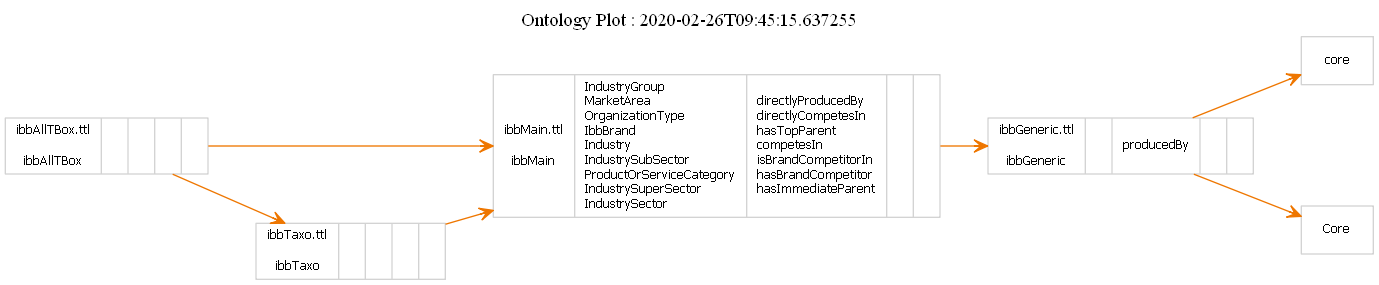 Ontology Plot : 2020-02-26T09:45:15.637255
ibbAllTBox.ttl
ibbAllTBox
ibbTaxo.ttl
ibbTaxo
ibbMain.ttl
ibbMain
IndustryGroup
MarketArea
OrganizationType
IbbBrand
Industry
IndustrySubSector
ProductOrServiceCategory
IndustrySuperSector
IndustrySector
directlyProducedBy
directlyCompetesIn
hasTopParent
competesIn
isBrandCompetitorIn
hasBrandCompetitor
hasImmediateParent
ibbGeneric.ttl
ibbGeneric
producedBy
core
Core